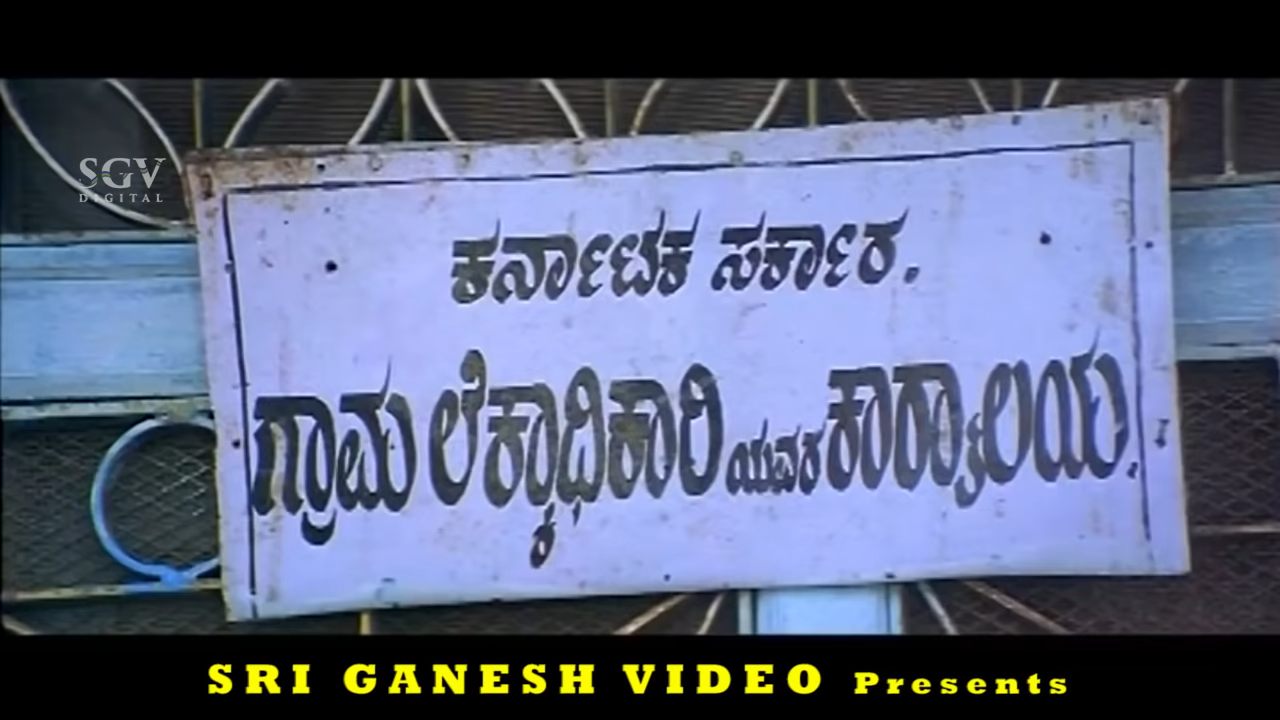 SGV
DIGITAL
ಕರ್ನಾಟಕ ಸರ್ಕಾರ.
ಗ್ರಾಮ ಲೆಕ್ಕಾಧಿಕಾರಿ ಯವರ ಕಾರ್‍ಯಾಲಯ.
SRI GANESH VIDEO Presents